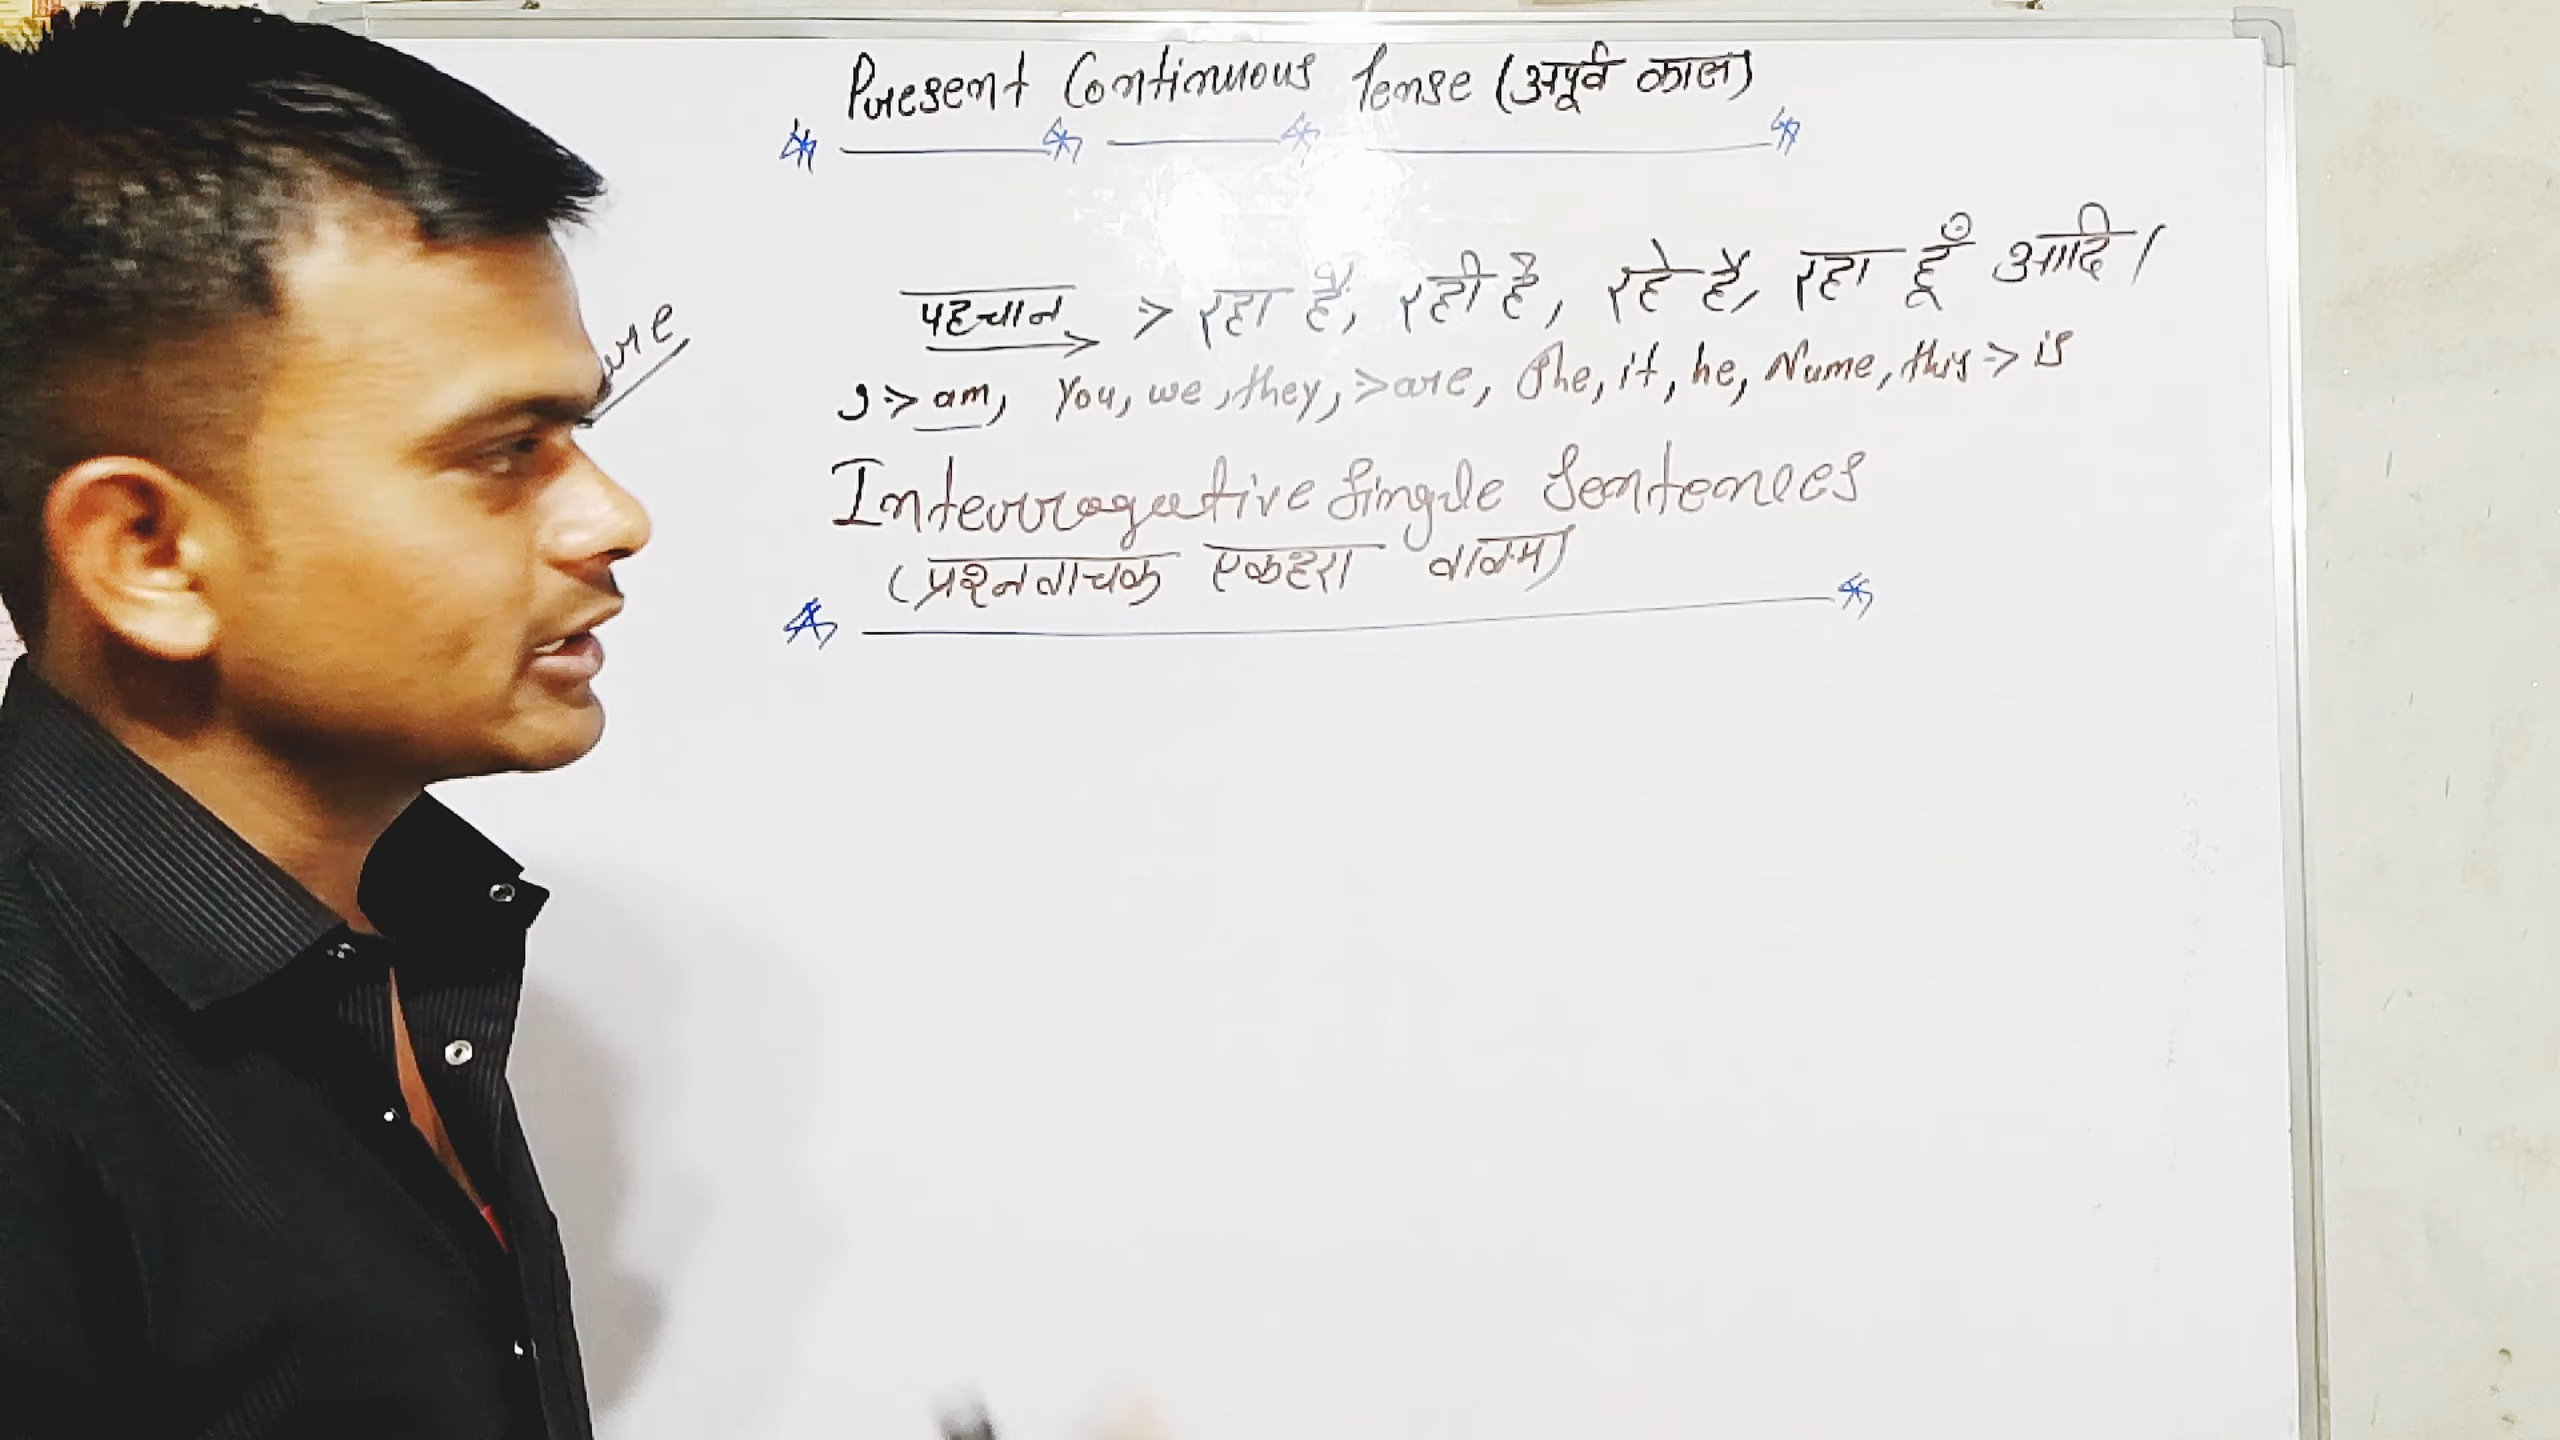 Present Continuous Tense (अपूर्व काल)
पहचान :> रहा है, रही है, रहे हैं, रहा हूँ आदि।
I :> am, You, we, they, :> are, She, it, he, Name, this :> is
Interrogative Single Sentences
(प्रश्नवाचक एकहरा वाक्य)